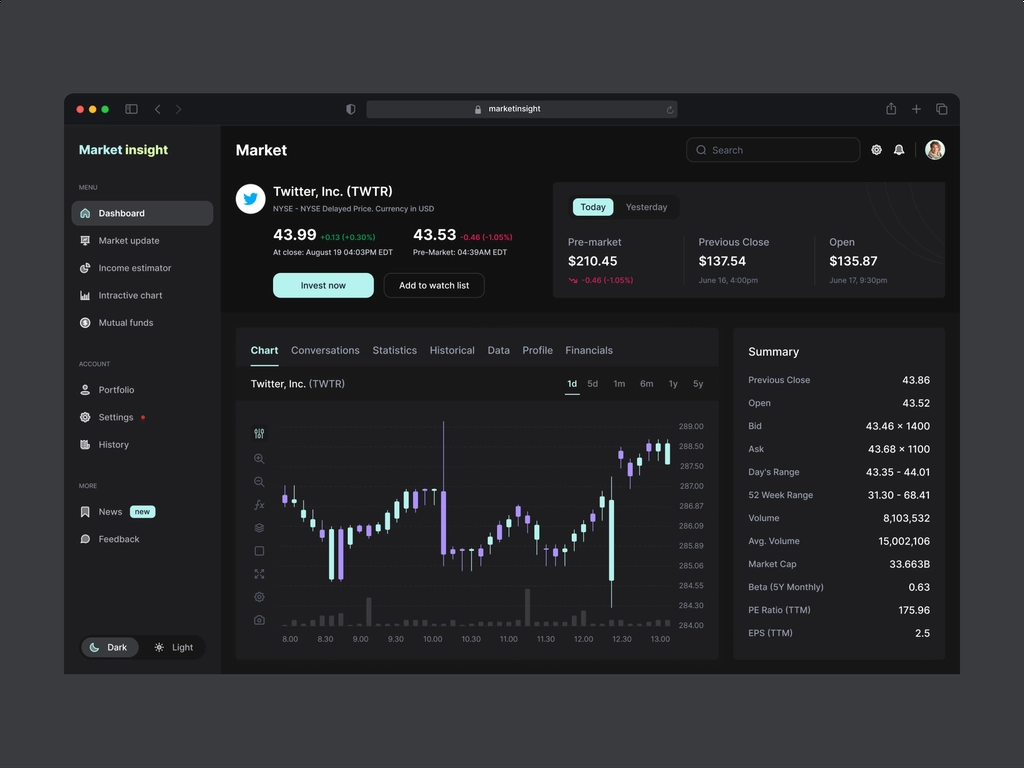 marketinsight
Market insight
MENU
Dashboard
Market update
Income estimator
Intractive chart
Mutual funds
ACCOUNT
Portfolio
Settings
History
MORE
News new
Feedback
Dark Light
Market
Search
Twitter, Inc. (TWTR)
NYSE - NYSE Delayed Price. Currency in USD
43.99 +0.13 (+0.30%)
At close: August 19 04:03PM EDT
43.53 -0.46 (-1.05%)
Pre-Market: 04:39AM EDT
Invest now Add to watch list
Today Yesterday
Pre-market
$210.45
-0.46 (-1.05%)
Previous Close
$137.54
June 16, 4:00pm
Open
$135.87
June 17, 9:30pm
Chart Conversations Statistics Historical Data Profile Financials
Twitter, Inc. (TWTR)
1d 5d 1m 6m 1y 5y
fx
289.00
288.50
287.50
287.00
286.87
286.09
285.89
285.06
284.55
284.30
284.00
8.00 8.30 9.00 9.30 10.00 10.30 11.00 11.30 12.00 12.30 13.00
Summary
Previous Close 43.86
Open 43.52
Bid 43.46 × 1400
Ask 43.68 × 1100
Day's Range 43.35 - 44.01
52 Week Range 31.30 - 68.41
Volume 8,103,532
Avg. Volume 15,002,106
Market Cap 33.663B
Beta (5Y Monthly) 0.63
PE Ratio (TTM) 175.96
EPS (TTM) 2.5